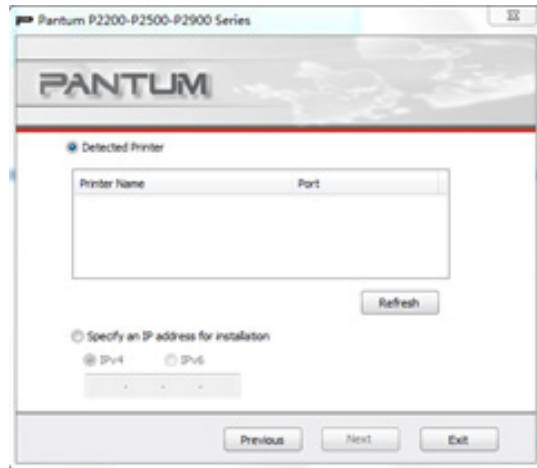 Pantum P2200-P2500-P2900 Series
PANTUM
Detected Printer
Printer Name Port
Refresh
Specify an IP address for installation
IPv4 IPv6
. . .
Previous Next Exit